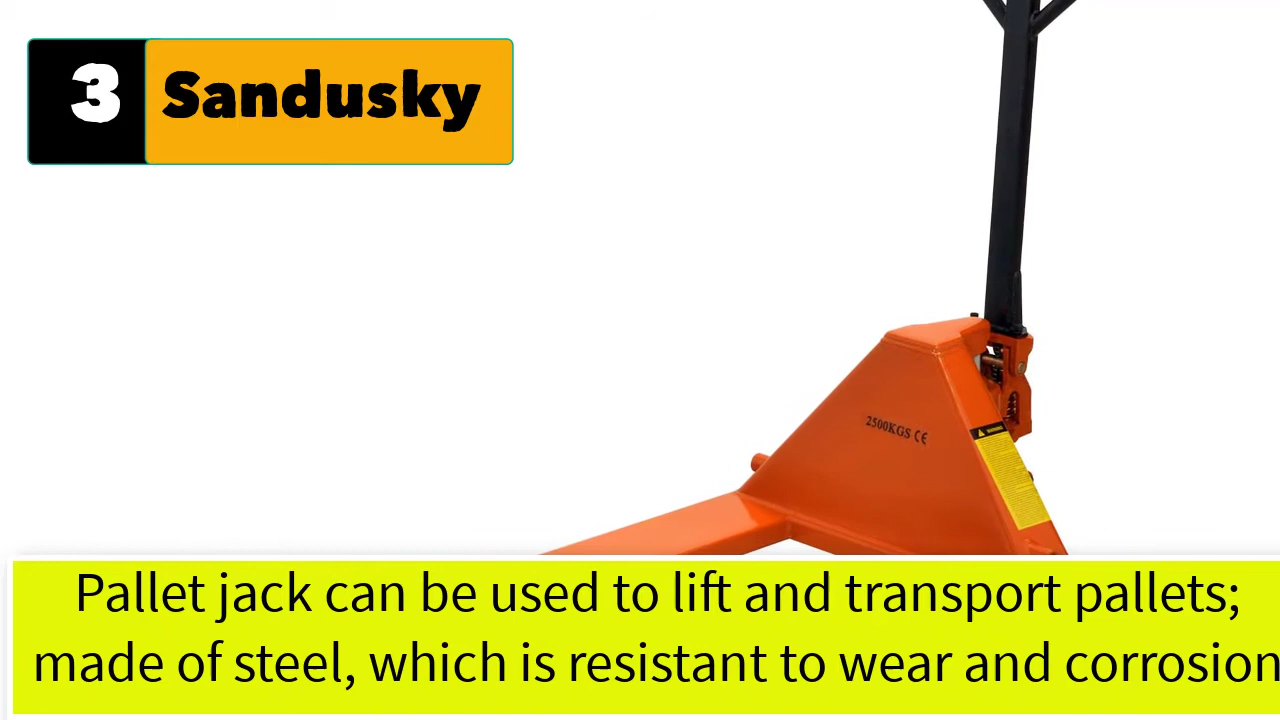 3 Sandusky
2500KGS CE
WARNING
Pallet jack can be used to lift and transport pallets;
made of steel, which is resistant to wear and corrosion